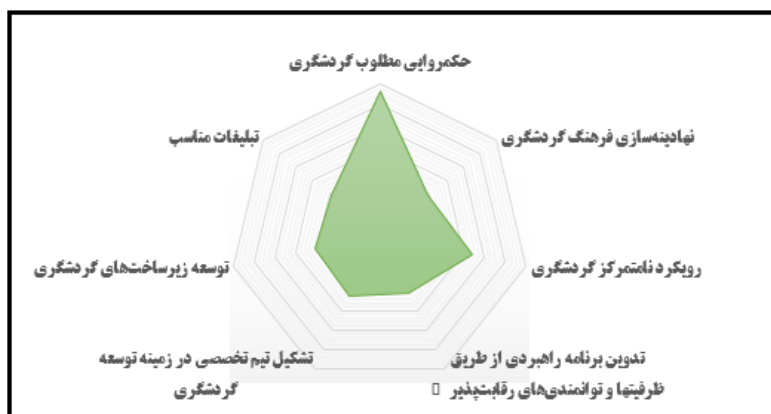 حکمروایی مطلوب گردشگری
نهادینه‌سازی فرهنگ گردشگری
رویکرد نامتمرکز گردشگری
تدوین برنامه راهبردی از طریق
ظرفیتها و توانمندی‌های رقابت‌پذیر
تشکیل تیم تخصصی در زمینه توسعه
گردشگری
توسعه زیرساخت‌های گردشگری
تبلیغات مناسب